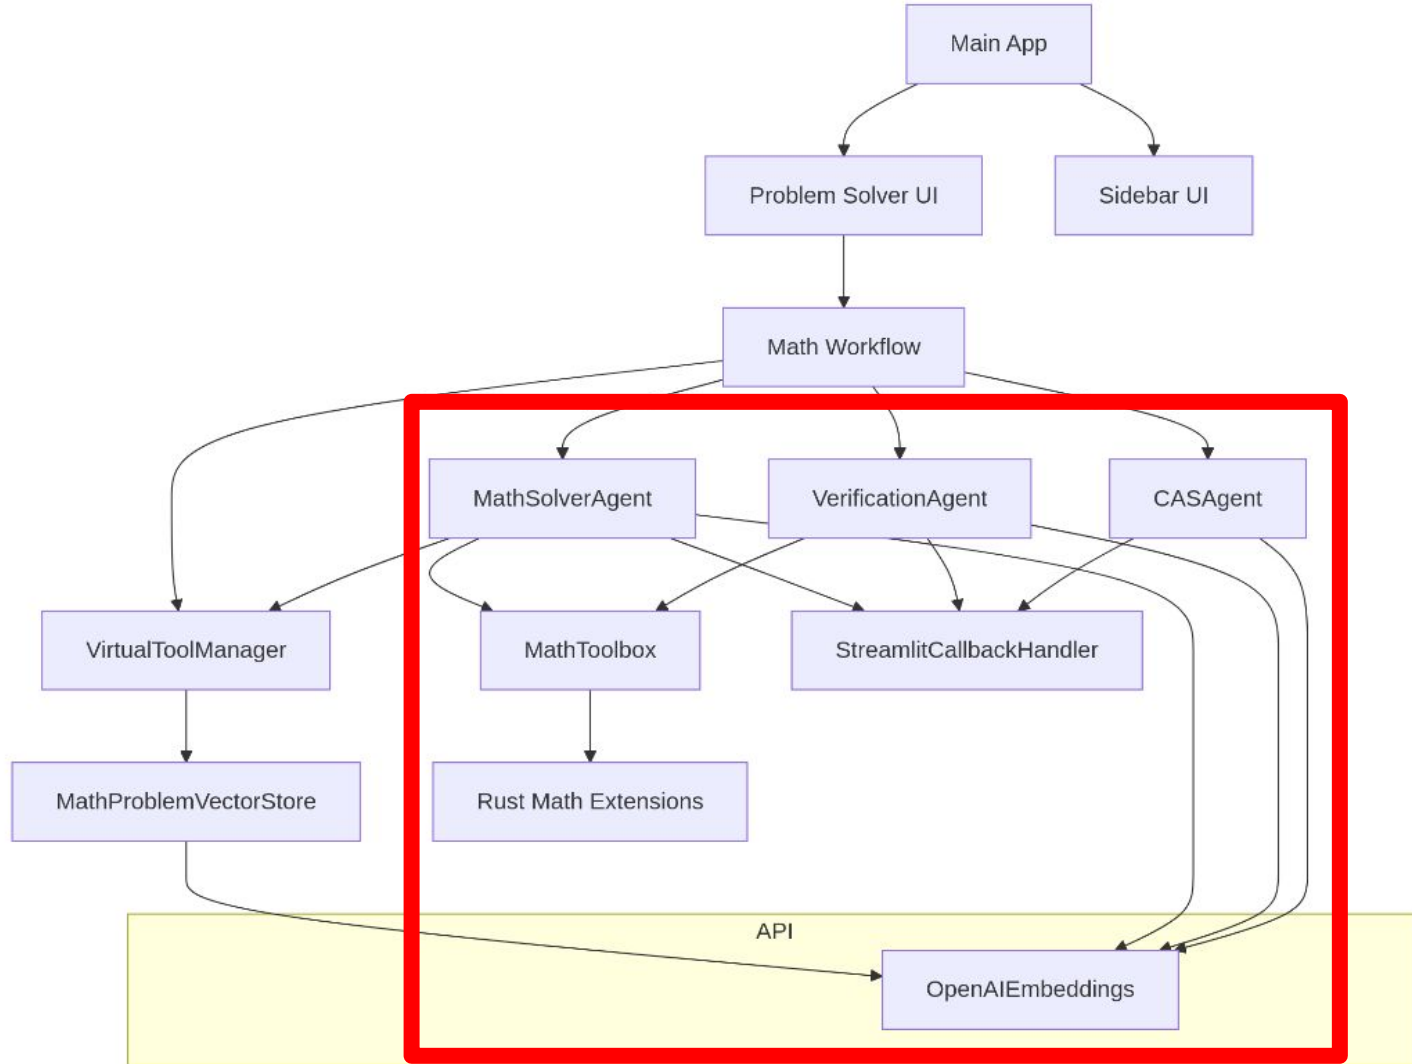 Main App
Problem Solver UI
Sidebar UI
Math Workflow
MathSolverAgent
VerificationAgent
CASAgent
VirtualToolManager
MathToolbox
StreamlitCallbackHandler
MathProblemVectorStore
Rust Math Extensions
API
OpenAIEmbeddings